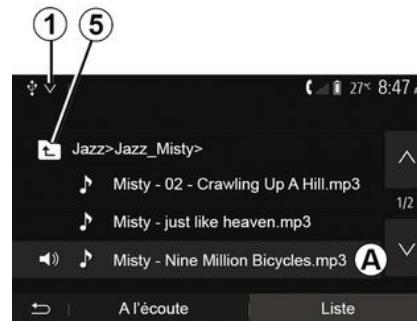 1 5
27< 8:47
Jazz>Jazz_Misty>
Misty - 02 - Crawling Up A Hill.mp3
1/2
Misty - just like heaven.mp3
Misty - Nine Million Bicycles.mp3 A
A l'écoute Liste